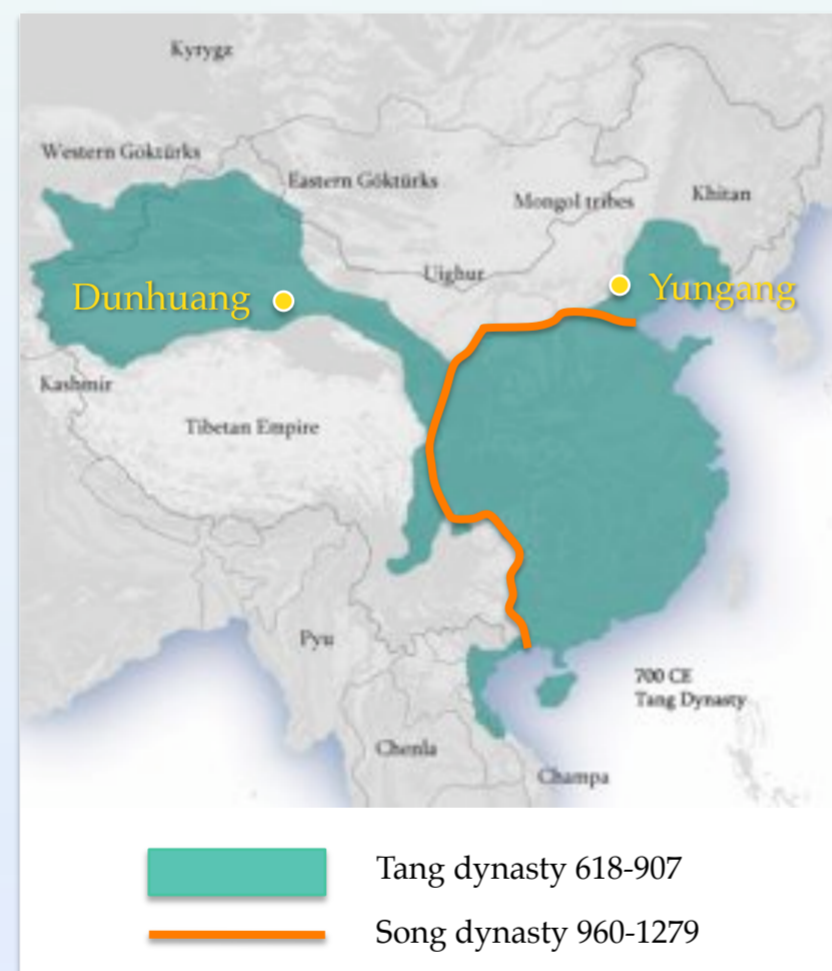 Kyrygz
Western Göktürks
Eastern Göktürks
Mongol tribes
Khitan
Uighur
Dunhuang
Yungang
Kashmir
Tibetan Empire
Pyu
700 CE
Tang Dynasty
Chenla
Champa
Tang dynasty 618-907
Song dynasty 960-1279